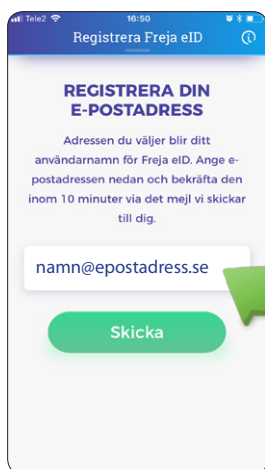 Tele2 16:50
Registrera Freja eID
REGISTRERA DIN
E-POSTADRESS
Adressen du väljer blir ditt
användarnamn för Freja eID. Ange e-
postadressen nedan och bekräfta den
inom 10 minuter via det mejl vi skickar
till dig.
namn@epostadress.se
Skicka